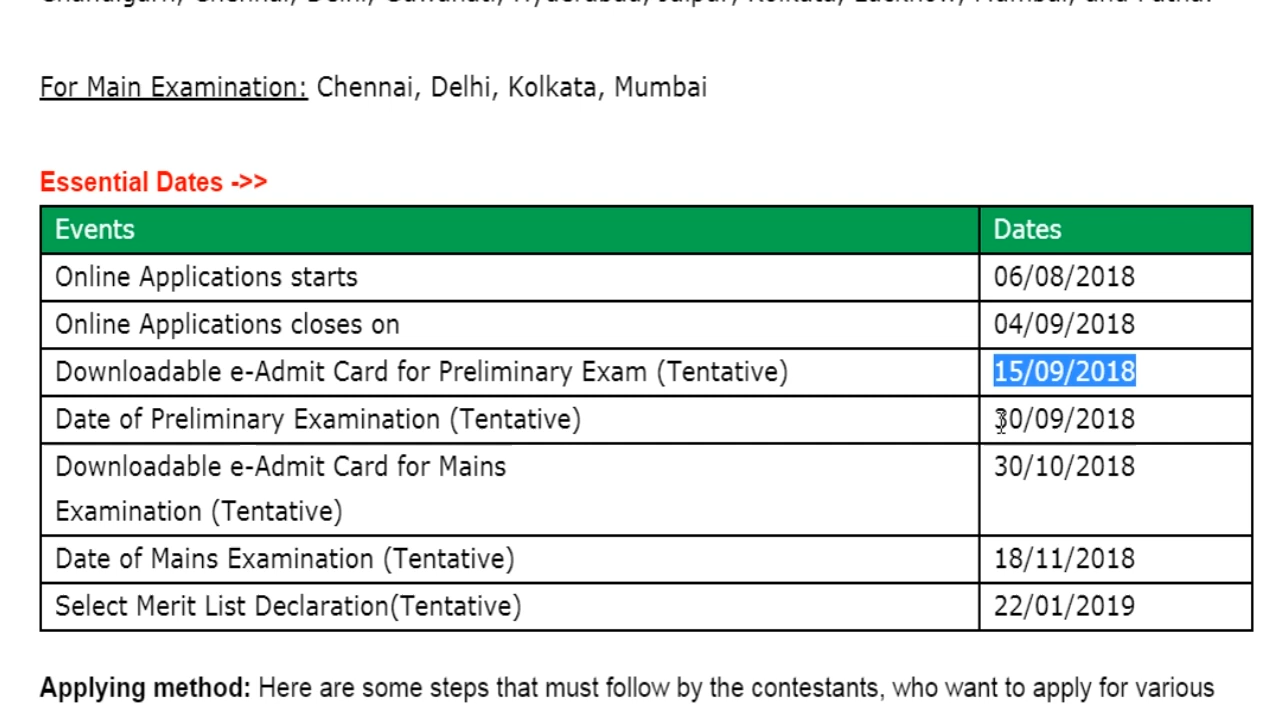 For Main Examination: Chennai, Delhi, Kolkata, Mumbai
Essential Dates ->>
Events Dates
Online Applications starts 06/08/2018
Online Applications closes on 04/09/2018
Downloadable e-Admit Card for Preliminary Exam (Tentative) 15/09/2018
Date of Preliminary Examination (Tentative) 30/09/2018
Downloadable e-Admit Card for Mains 30/10/2018
Examination (Tentative)
Date of Mains Examination (Tentative) 18/11/2018
Select Merit List Declaration(Tentative) 22/01/2019
Applying method: Here are some steps that must follow by the contestants, who want to apply for various